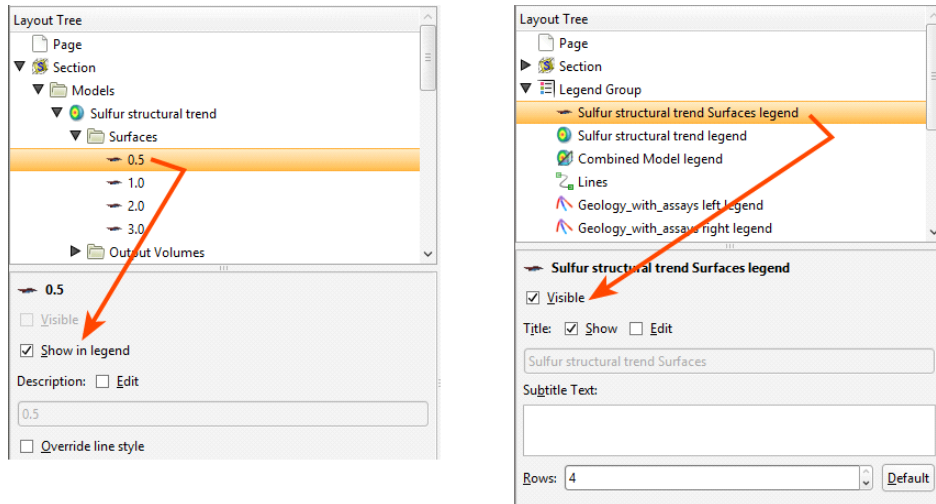 Layout Tree
Page
Section
Models
Sulfur structural trend
Surfaces
0.5
1.0
2.0
3.0
Output Volumes
0.5
Visible
Show in legend
Description: Edit
0.5
Override line style
Layout Tree
Page
Section
Legend Group
Sulfur structural trend Surfaces legend
Sulfur structural trend legend
Combined Model legend
Lines
Geology_with_assays left legend
Geology_with_assays right legend
Sulfur structural trend Surfaces legend
Visible
Title: Show Edit
Sulfur structural trend Surfaces
Subtitle Text:
Rows: 4 Default